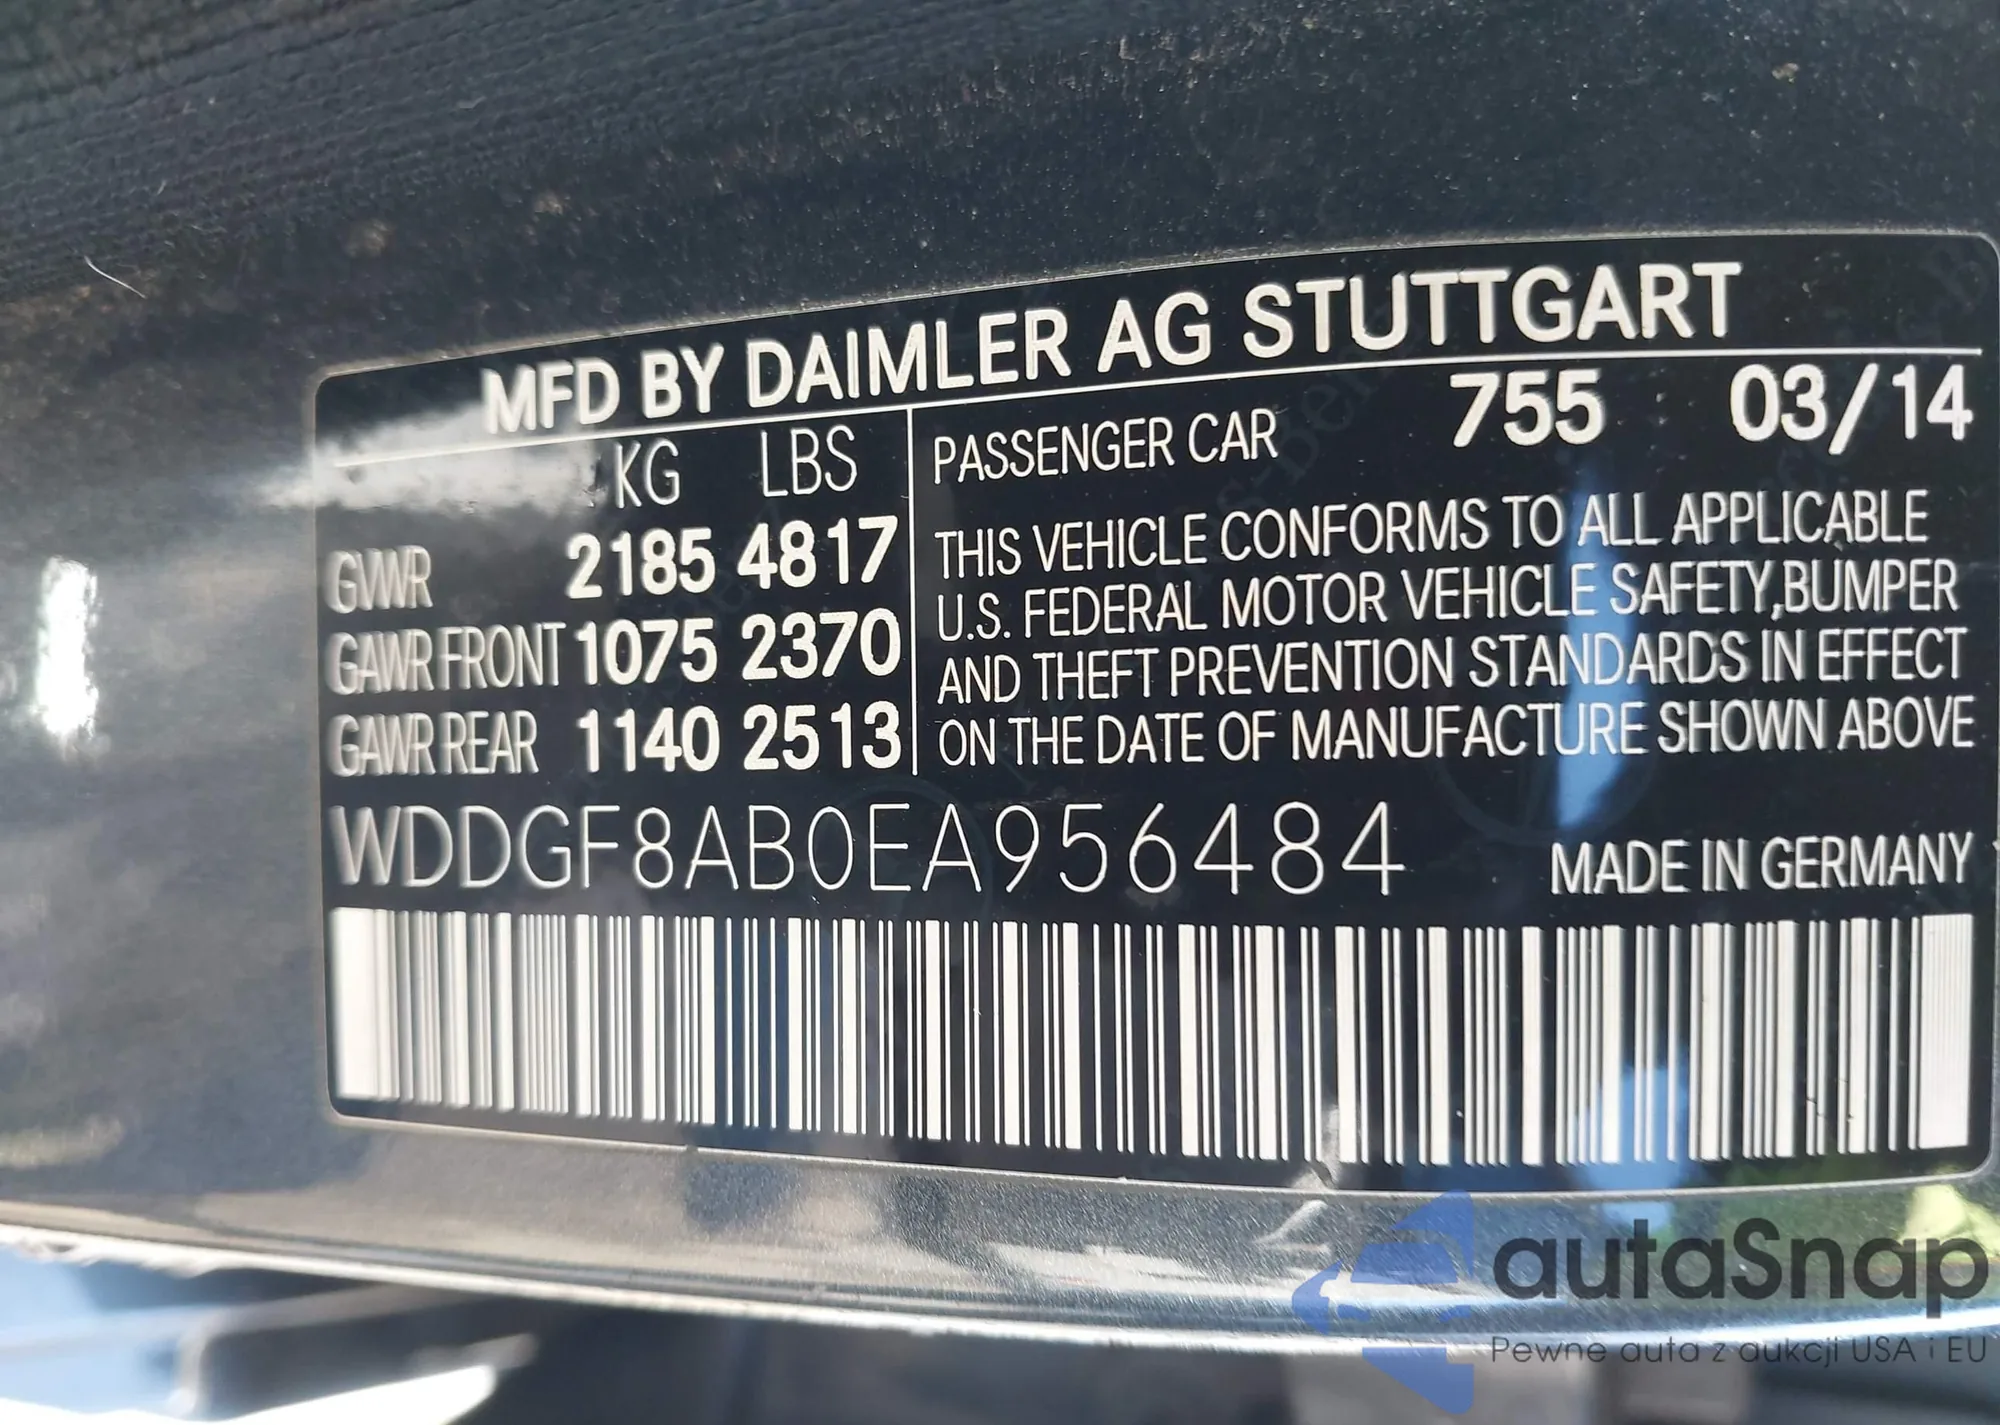 MFD BY DAIMLER AG STUTTGART
KG LBS
GVWR 2185 4817
GAWR FRONT 1075 2370
GAWR REAR 1140 2513
PASSENGER CAR 755 03/14
THIS VEHICLE CONFORMS TO ALL APPLICABLE
U.S. FEDERAL MOTOR VEHICLE SAFETY,BUMPER
AND THEFT PREVENTION STANDARDS IN EFFECT
ON THE DATE OF MANUFACTURE SHOWN ABOVE
WDDGF8AB0EA956484
MADE IN GERMANY
autaSnap
Pewne auta z aukcji USA i EU